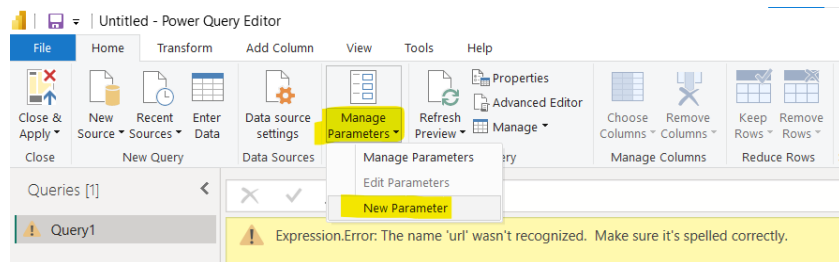 Untitled - Power Query Editor
File Home Transform Add Column View Tools Help
Close & Apply
New Source
Recent Sources
Enter Data
Data source settings
Manage Parameters
Refresh Preview
Properties
Advanced Editor
Manage
Choose Columns
Remove Columns
Keep Rows
Remove Rows
Close New Query Data Sources ery Manage Columns Reduce Rows
Manage Parameters
Edit Parameters
New Parameter
Queries [1]
Query1
Expression.Error: The name 'url' wasn't recognized. Make sure it's spelled correctly.